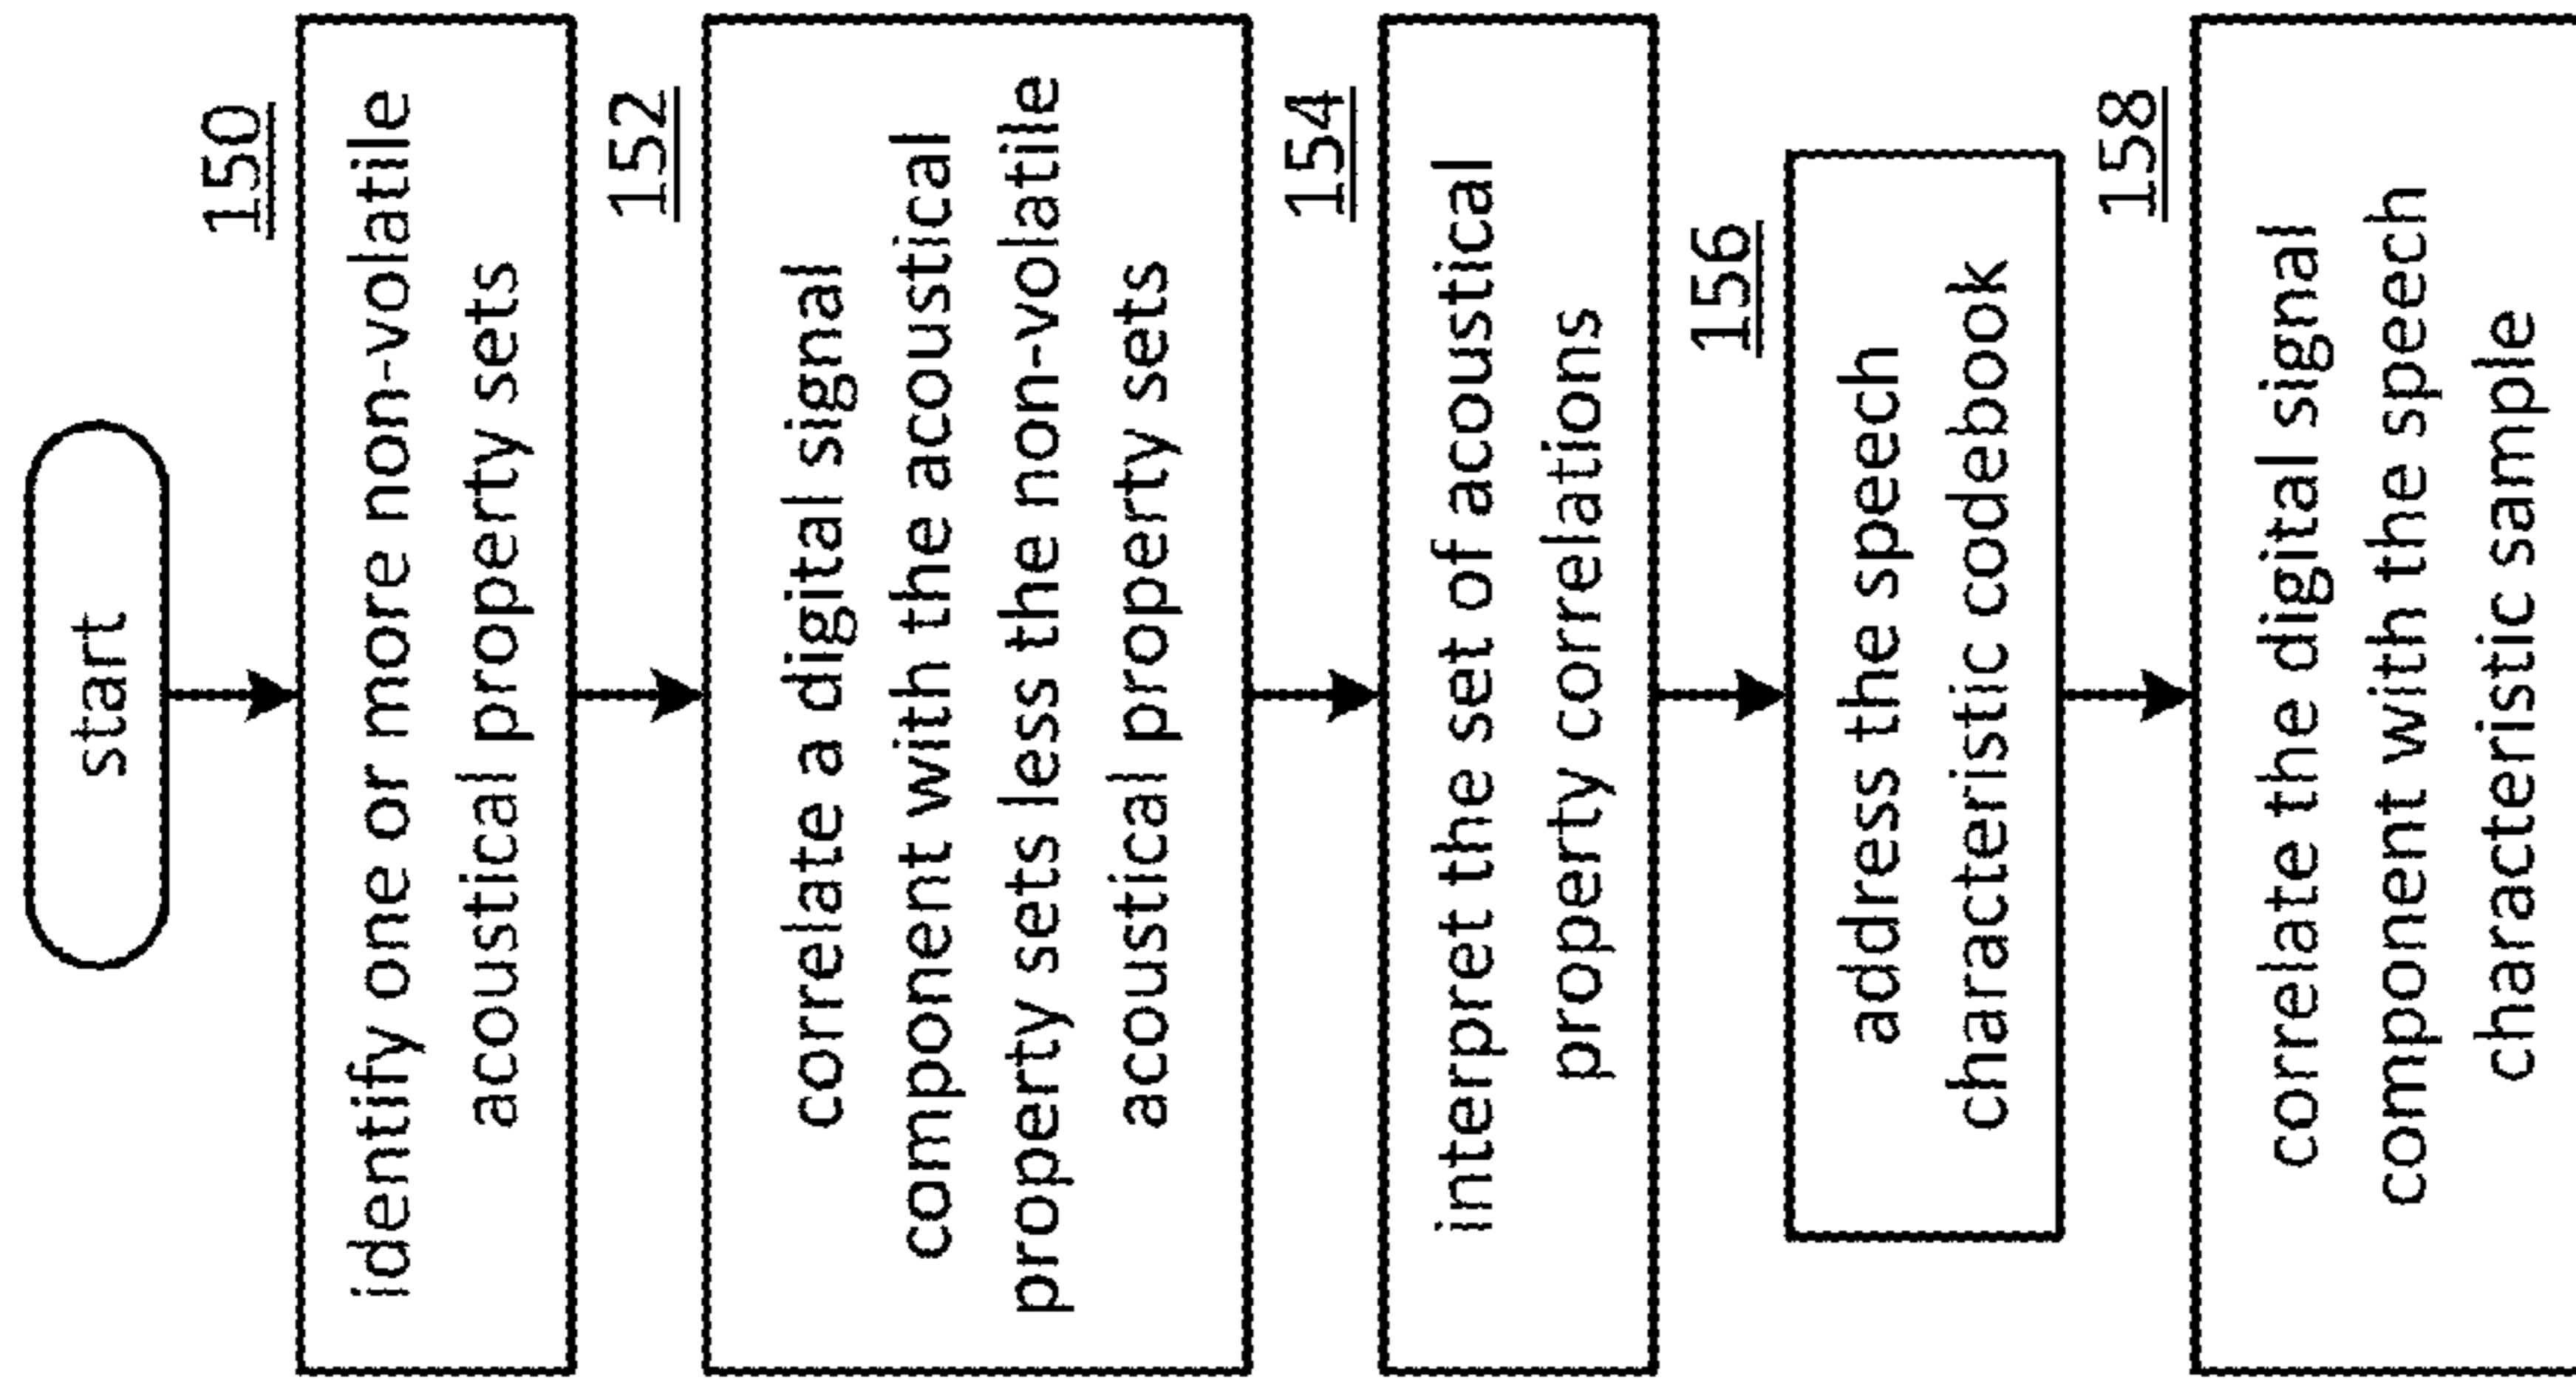 start
150
identify one or more non-volatile
acoustical property sets
152
correlate a digital signal
component with the acoustical
property sets less the non-volatile
acoustical property sets
154
interpret the set of acoustical
property correlations
156
address the speech
characteristic codebook
158
correlate the digital signal
component with the speech
characteristic sample